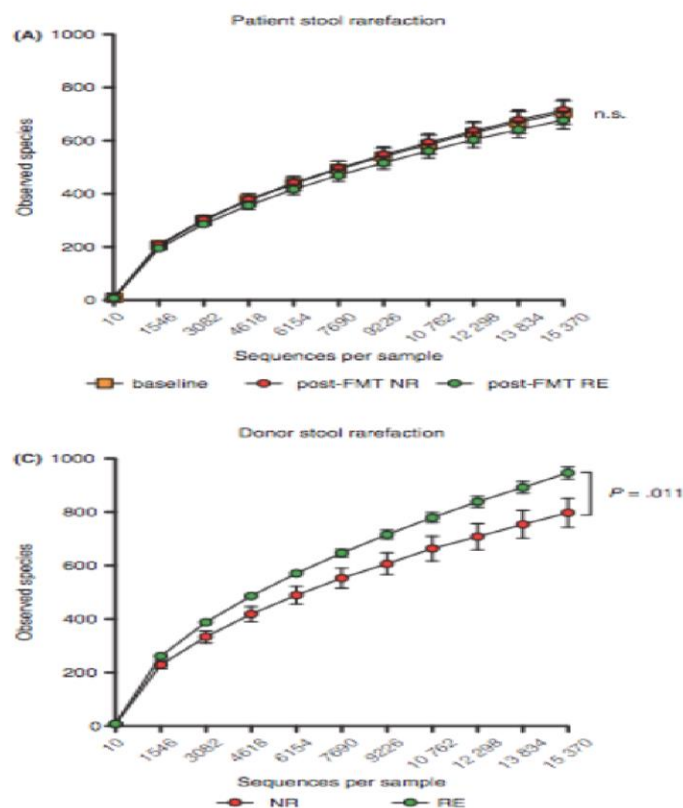 Patient stool rarefaction
(A)
1000
800
600
400
200
0
Observed species
n.s.
10 1546 3082 4618 6154 7690 9226 10 762 12 298 13 834 15 370
Sequences per sample
baseline post-FMT NR post-FMT RE
Donor stool rarefaction
(C)
1000
800
600
400
200
0
Observed species
P = .011
10 1546 3082 4618 6154 7690 9226 10 762 12 298 13 834 15 370
Sequences per sample
NR RE